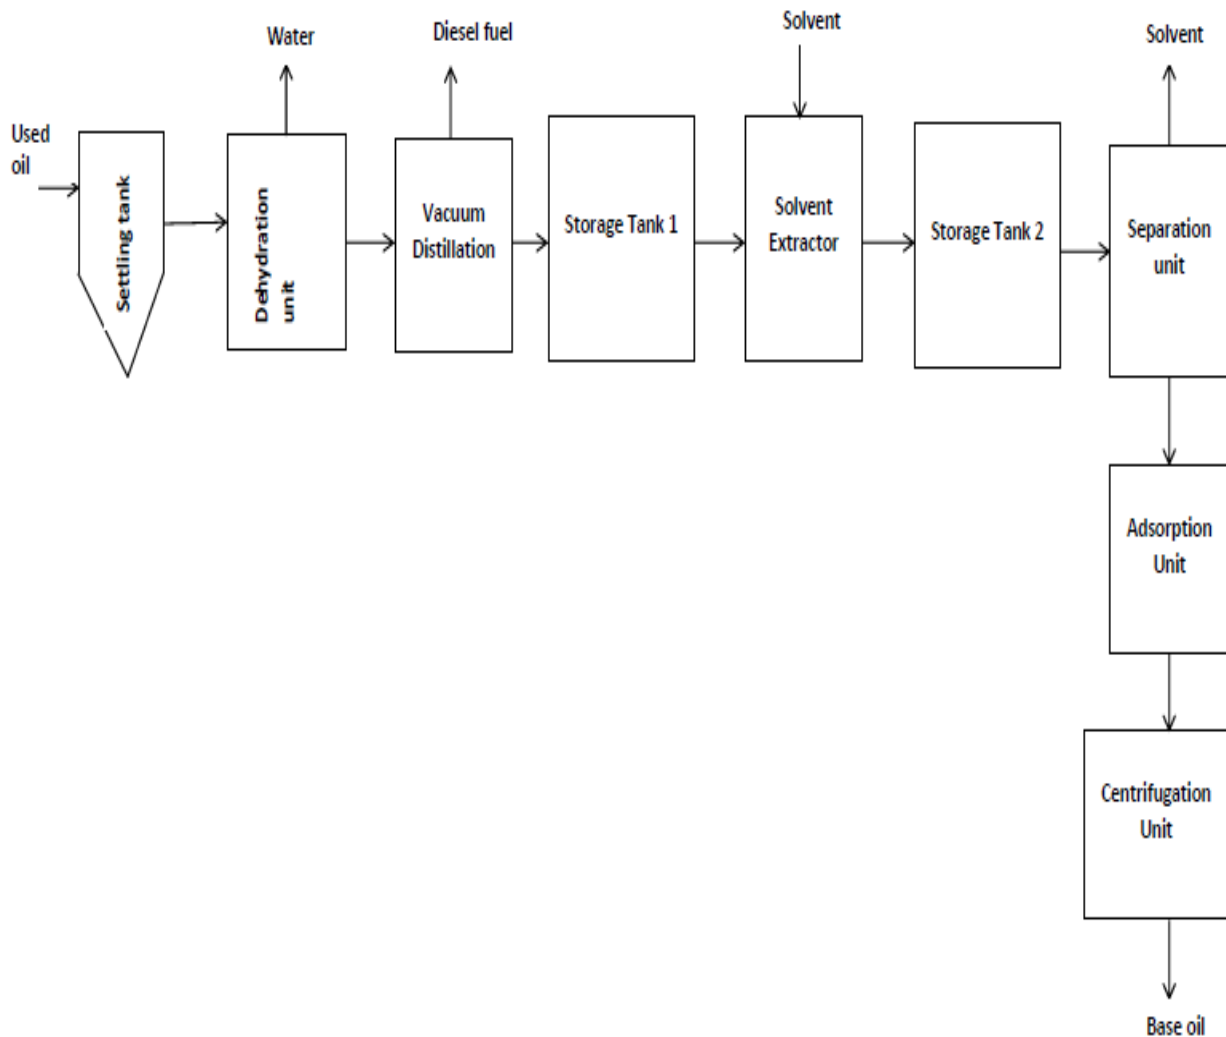 Used
oil
Settling tank
Water
Dehydration
unit
Diesel fuel
Vacuum
Distillation
Storage Tank 1
Solvent
Solvent
Extractor
Storage Tank 2
Solvent
Separation
unit
Adsorption
Unit
Centrifugation
Unit
Base oil